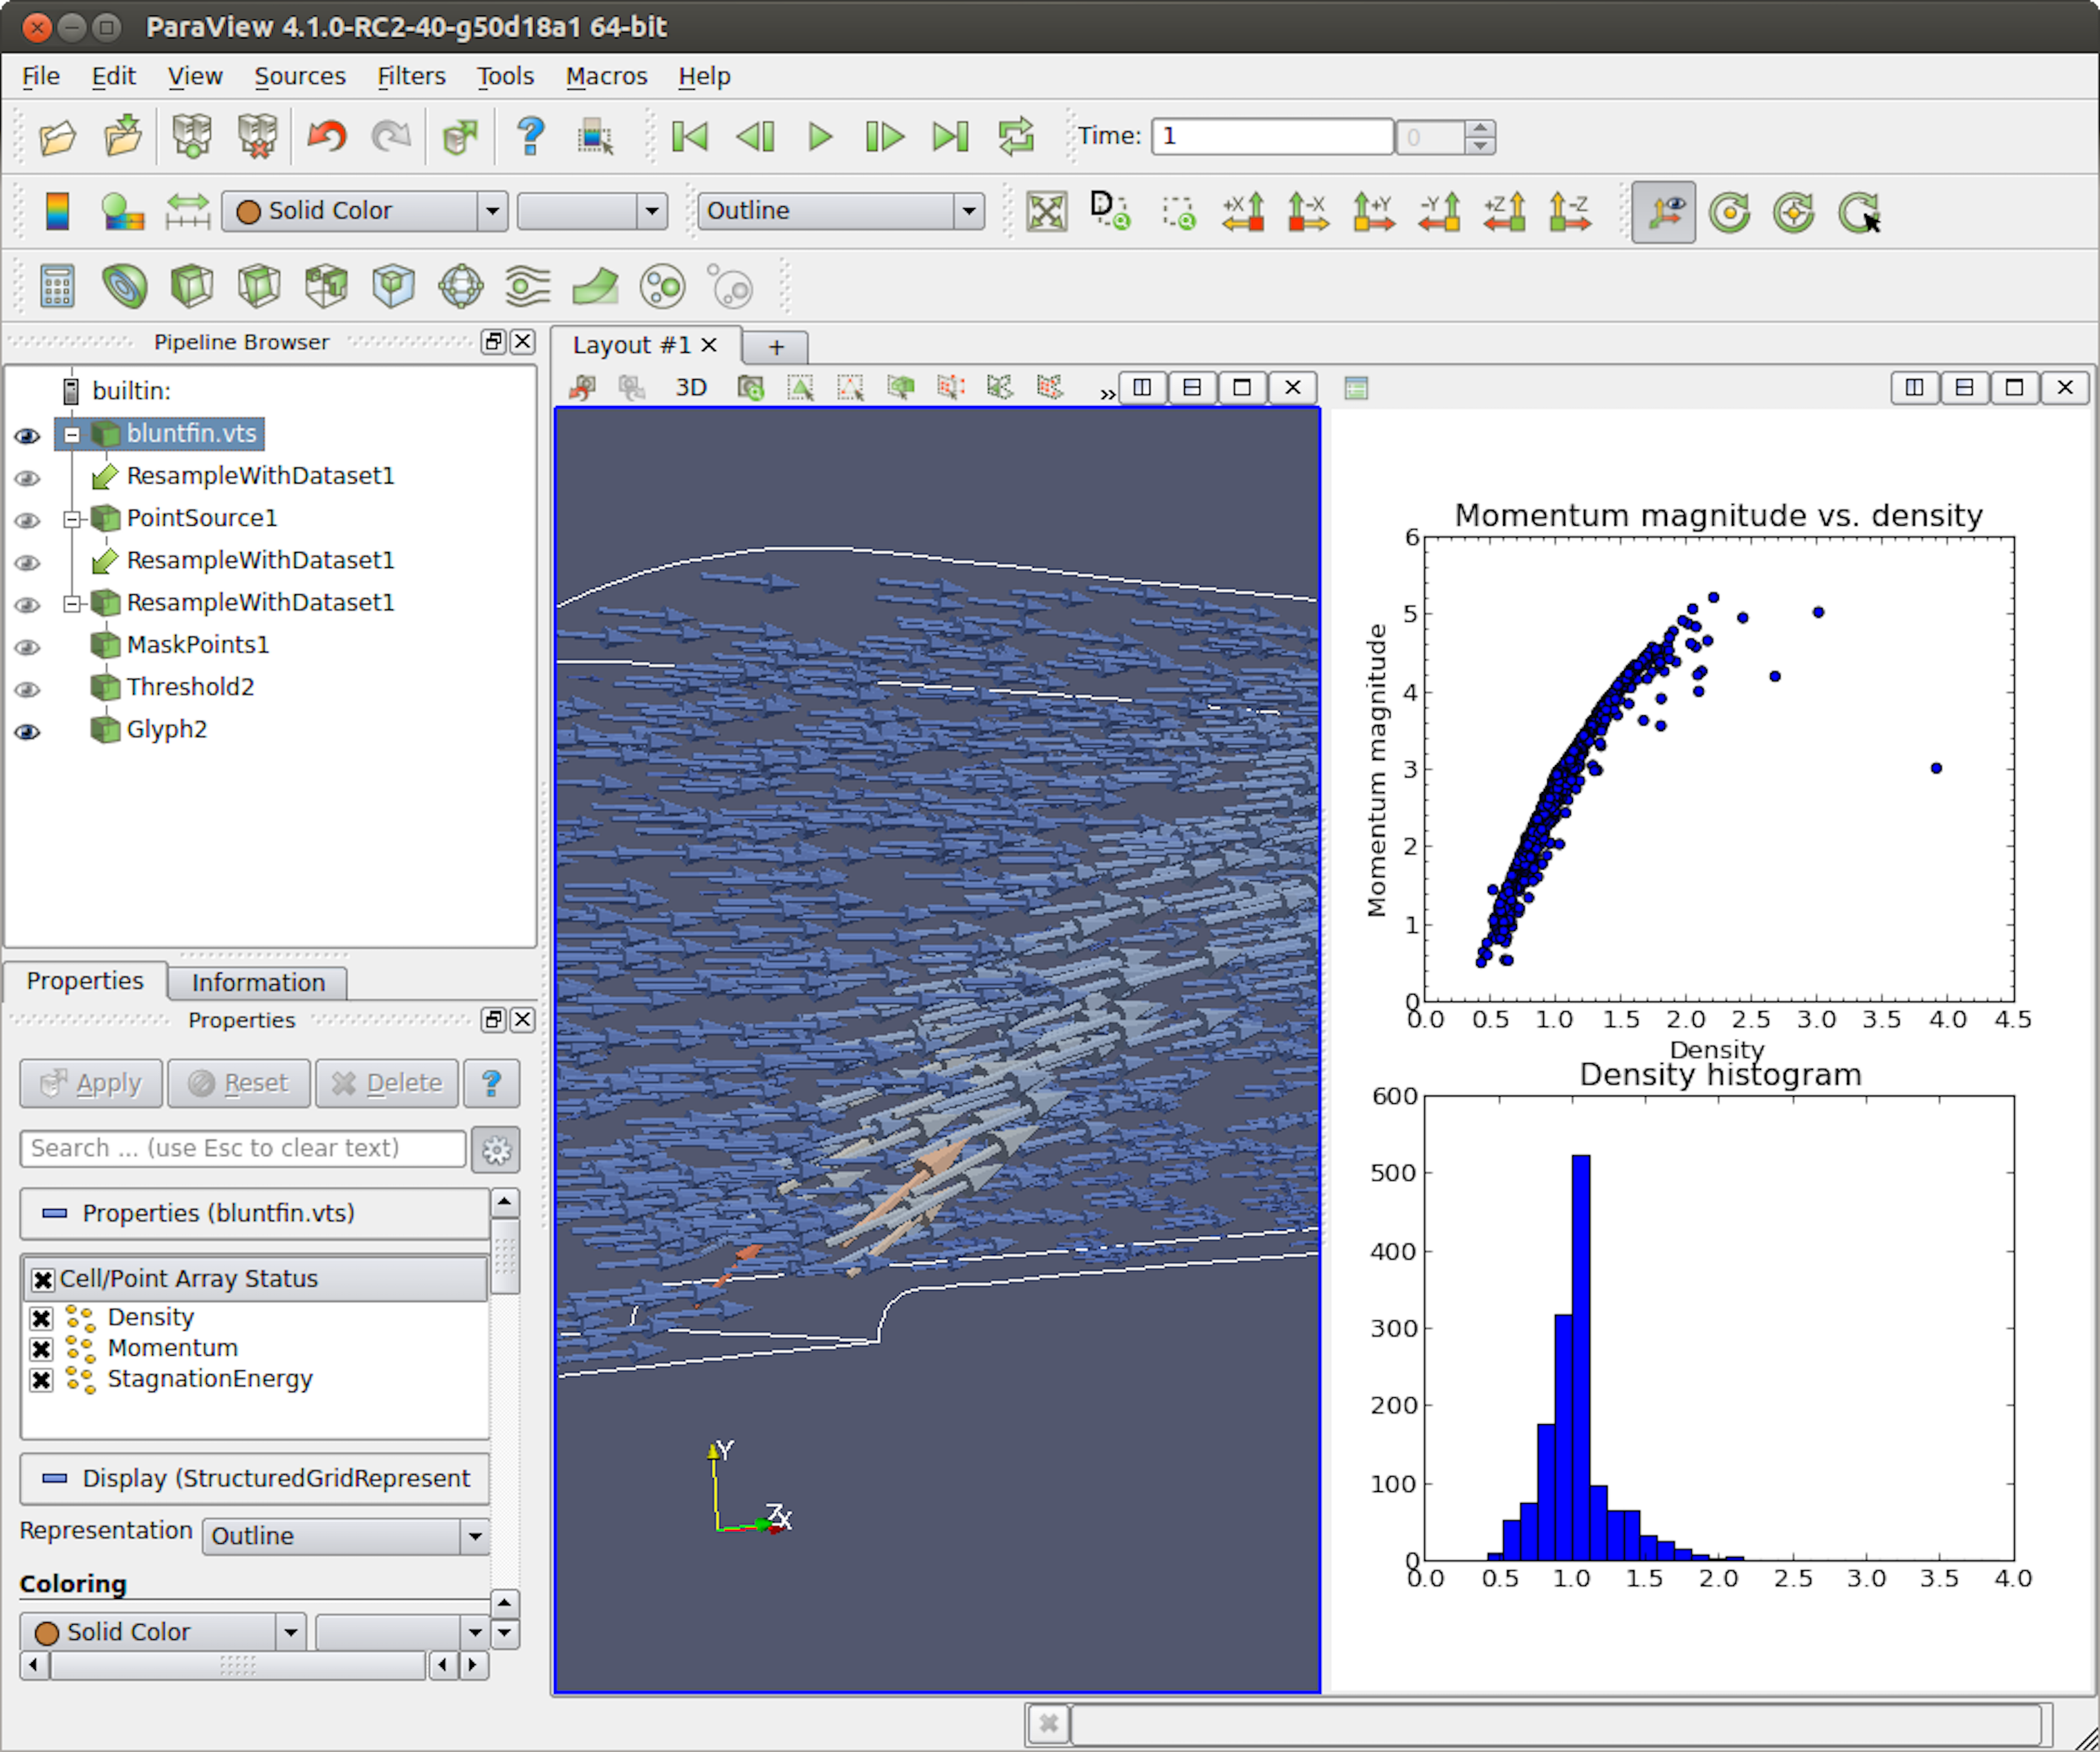 ParaView 4.1.0-RC2-40-g50d18a1 64-bit
File Edit View Sources Filters Tools Macros Help
Time: 1 0
Solid Color Outline D +X -X +Y -Y +Z -Z
Pipeline Browser
builtin:
bluntfin.vts
ResampleWithDataset1
PointSource1
ResampleWithDataset1
ResampleWithDataset1
MaskPoints1
Threshold2
Glyph2
Properties Information
Properties
? Apply Reset Delete ?
Search ... (use Esc to clear text)
Properties (bluntfin.vts)
Cell/Point Array Status
Density
Momentum
StagnationEnergy
Display (StructuredGridRepresent
Representation Outline
Coloring
Solid Color
Layout #1 +
3D »
Y
Z
X
Momentum magnitude vs. density
Momentum magnitude
6
5
4
3
2
1
0
0.0 0.5 1.0 1.5 2.0 2.5 3.0 3.5 4.0 4.5
Density
Density histogram
600
500
400
300
200
100
0
0.0 0.5 1.0 1.5 2.0 2.5 3.0 3.5 4.0